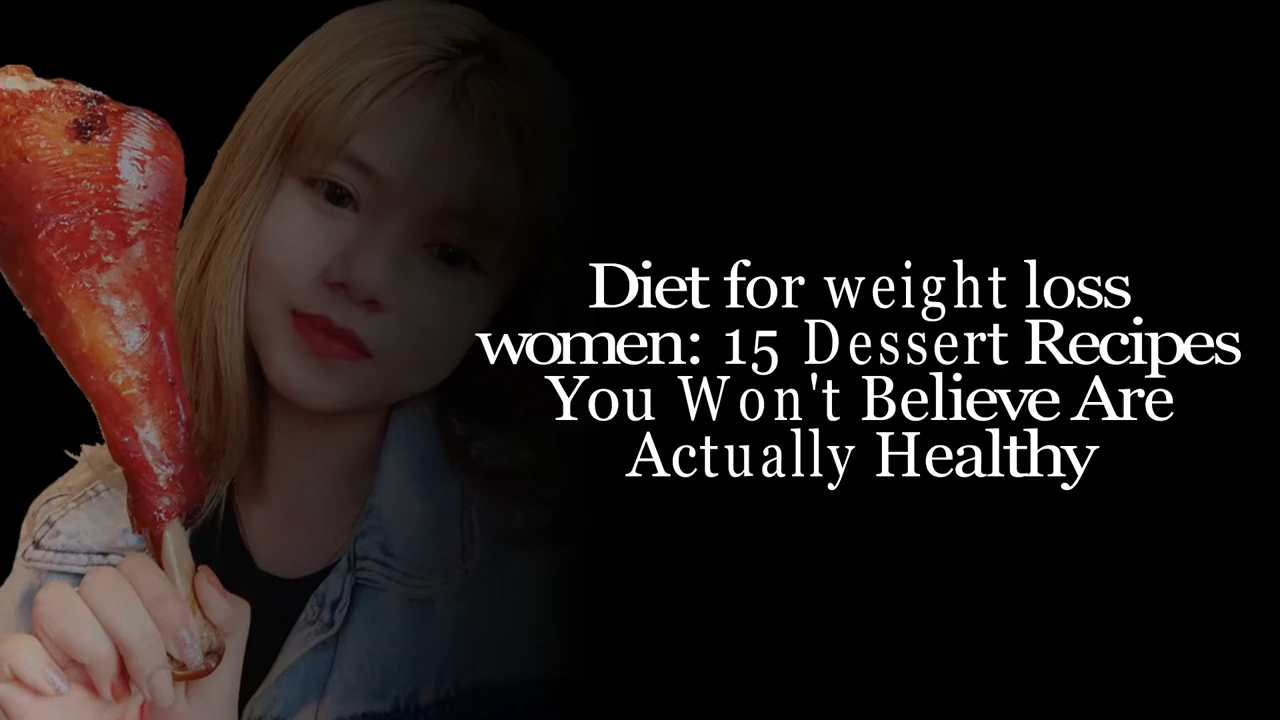 Diet for weight loss
women: 15 Dessert Recipes
You Won't Believe Are
Actually Healthy